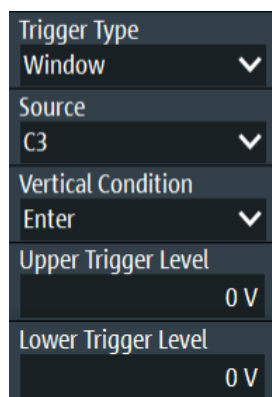 Trigger Type
Window
Source
C3
Vertical Condition
Enter
Upper Trigger Level
0 V
Lower Trigger Level
0 V